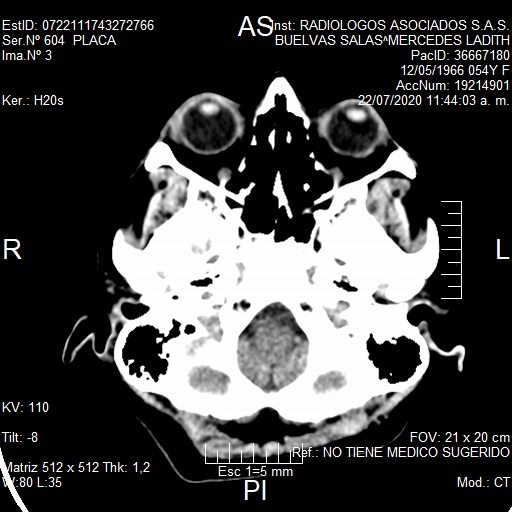 EstID: 0722111743272766
Ser.Nº 604 PLACA
Ima.Nº 3
Ker.: H20s
AS
Inst: RADIOLOGOS ASOCIADOS S.A.S.
BUELVAS SALAS^MERCEDES LADITH
PacID: 36667180
12/05/1966 054Y F
AccNum: 19214901
22/07/2020 11:44:03 a. m.
R
L
KV: 110
Tilt: -8
Matriz 512 x 512 Thk: 1,2
W:80 L:35
Esc 1=5 mm
PI
FOV: 21 x 20 cm
Ref.: NO TIENE MEDICO SUGERIDO
Mod.: CT